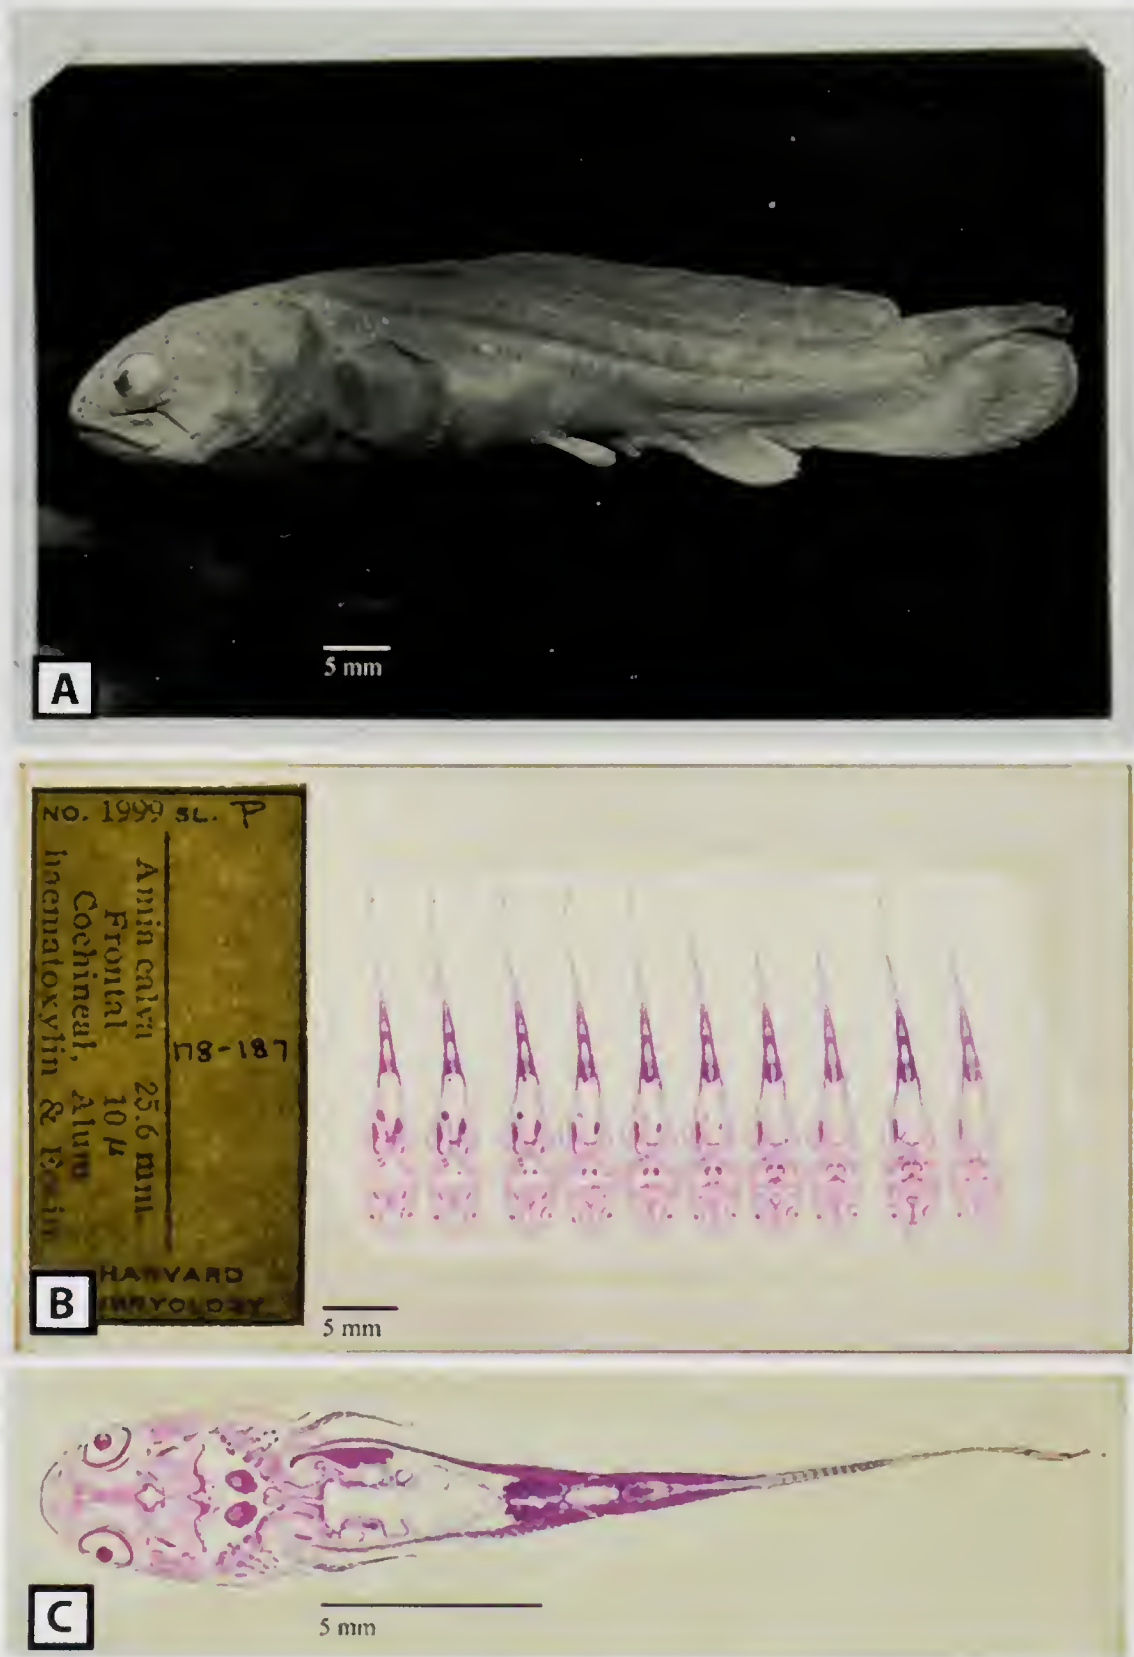 5 mm
A
NO. 1999 SL. P
Amia calva 25.6 mm.
Frontal 10 µ
Cochineal, Alum
haematoxylin & Eosin
178-187
HARVARD
EMBRYOLOGY
B
5 mm
C
5 mm